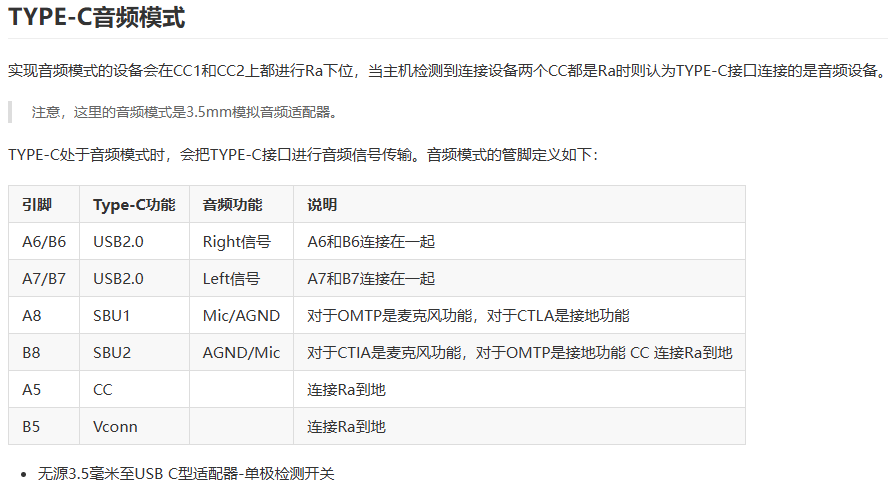 TYPE-C音频模式
实现音频模式的设备会在CC1和CC2上都进行Ra下位，当主机检测到连接设备两个CC都是Ra时则认为TYPE-C接口连接的是音频设备。
注意，这里的音频模式是3.5mm模拟音频适配器。
TYPE-C处于音频模式时，会把TYPE-C接口进行音频信号传输。音频模式的管脚定义如下：
引脚 Type-C功能 音频功能 说明
A6/B6 USB2.0 Right信号 A6和B6连接在一起
A7/B7 USB2.0 Left信号 A7和B7连接在一起
A8 SBU1 Mic/AGND 对于OMTP是麦克风功能，对于CTLA是接地功能
B8 SBU2 AGND/Mic 对于CTIA是麦克风功能，对于OMTP是接地功能 CC 连接Ra到地
A5 CC 连接Ra到地
B5 Vconn 连接Ra到地
• 无源3.5毫米至USB C型适配器-单极检测开关